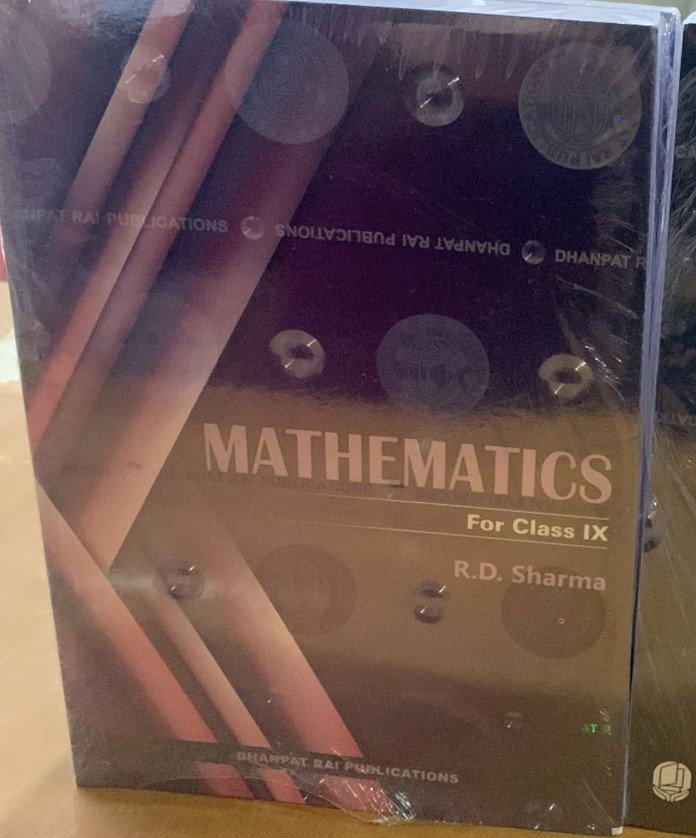 DHANPAT RAI PUBLICATIONS DHANPAT RAI PUBLICATIONS DHANPAT R
MATHEMATICS
For Class IX
R.D. Sharma
DHANPAT RAI PUBLICATIONS